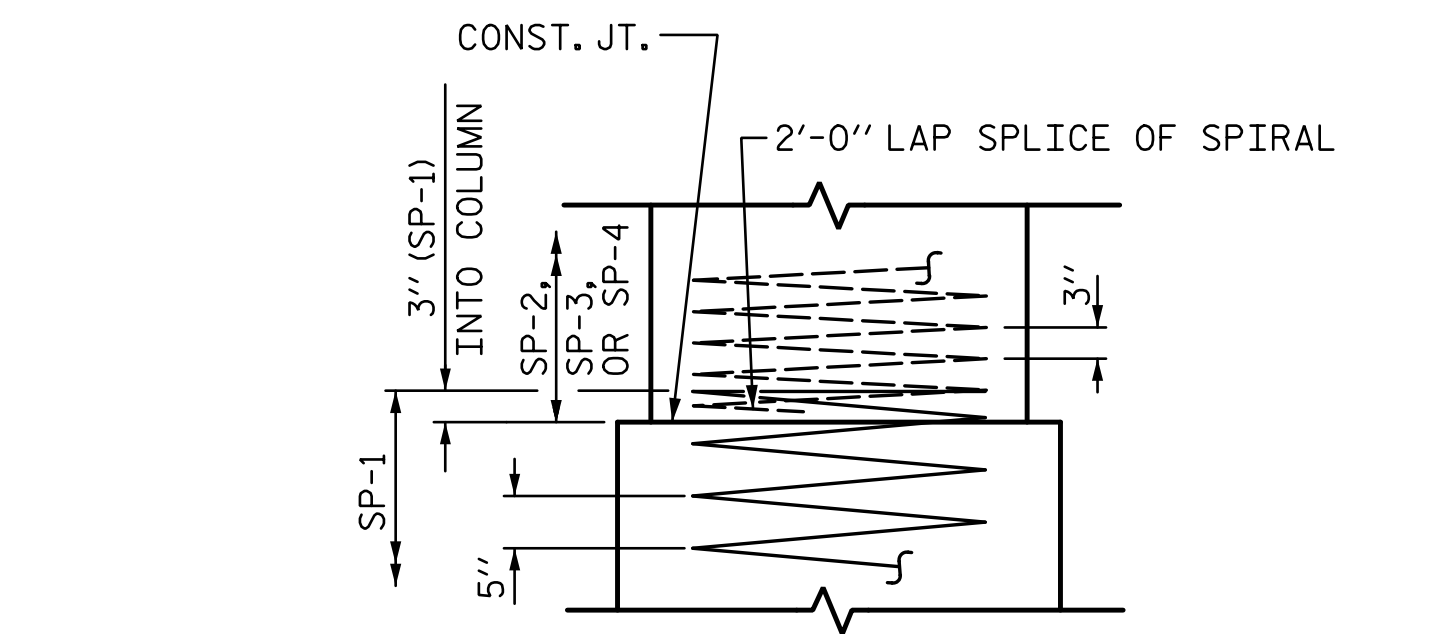 CONST. JT.
2'-0" LAP SPLICE OF SPIRAL
3" (SP-1)
INTO COLUMN
SP-2,
SP-3,
OR SP-4
3"
SP-1
5"